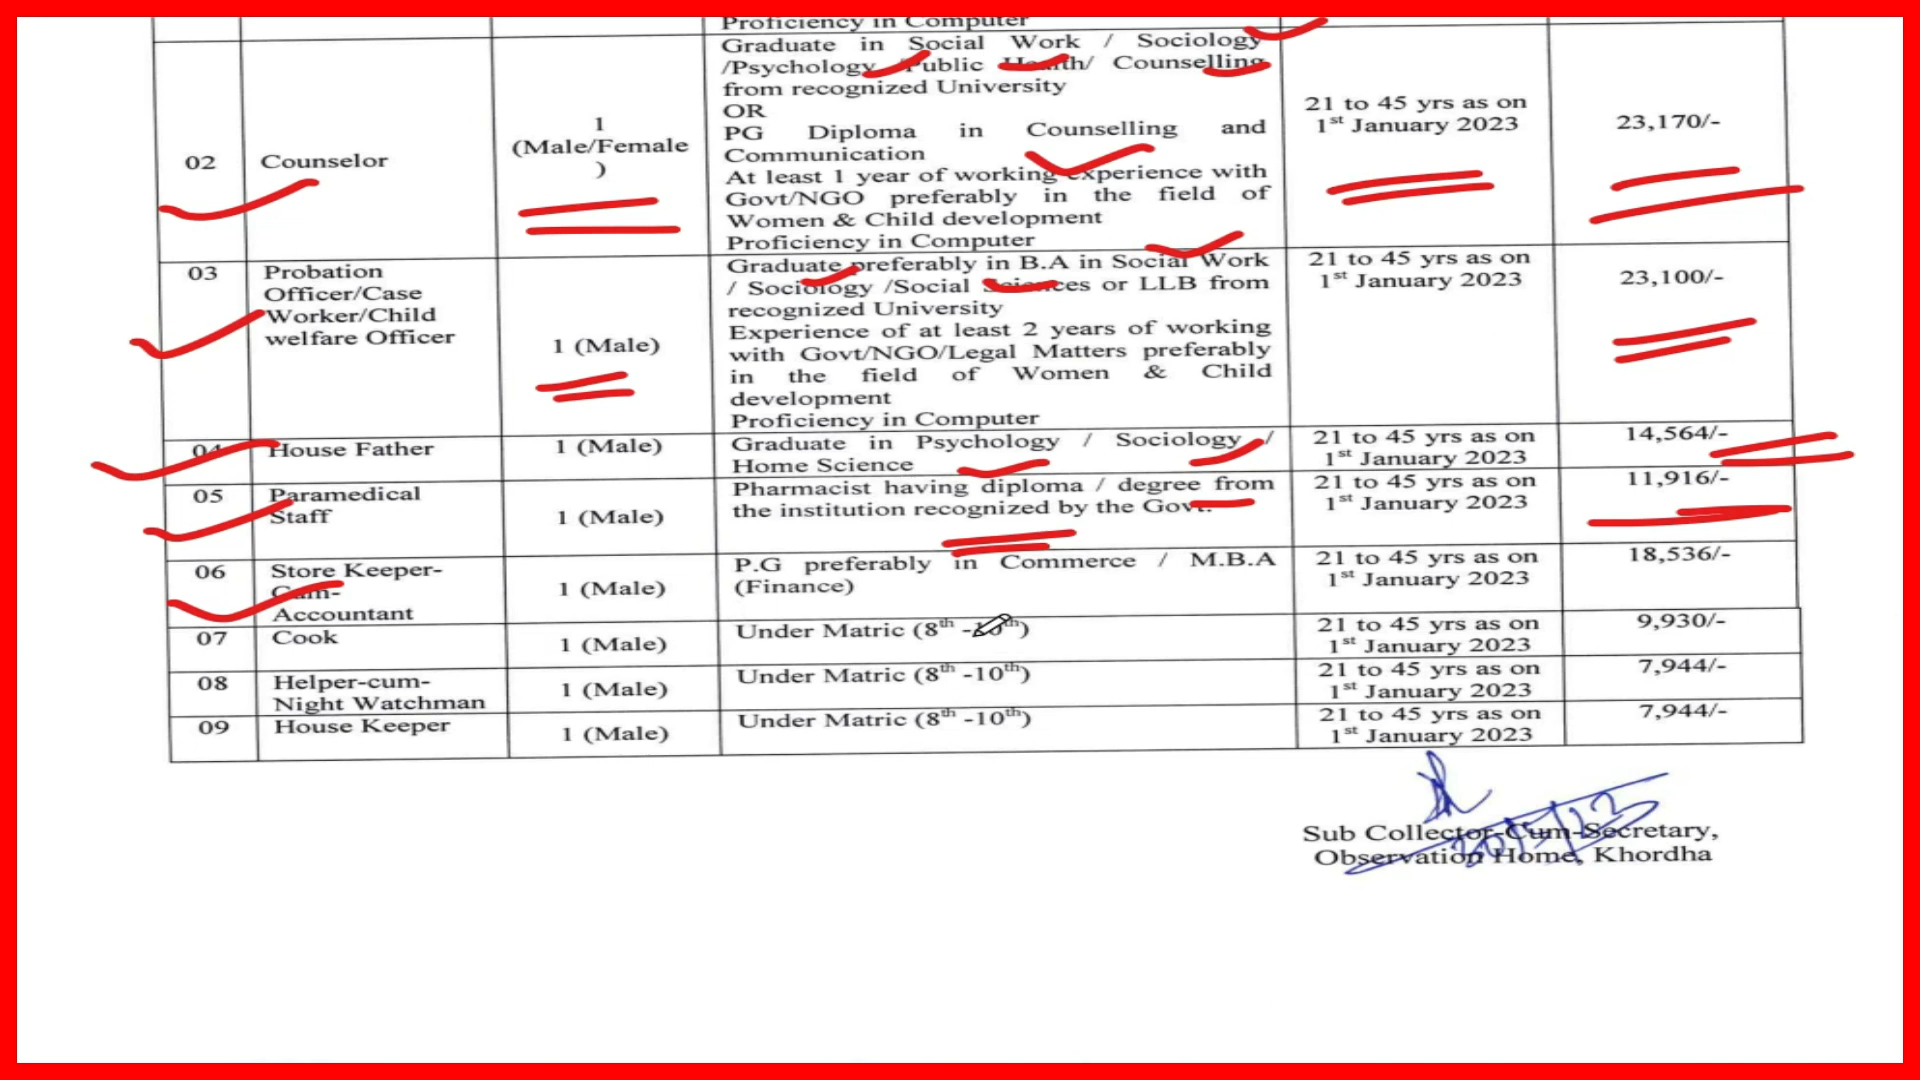 Proficiency in Computer
02
Counselor
1
(Male/Female
)
Graduate in Social Work / Sociology
/Psychology /Public Health/ Counselling
from recognized University
OR
PG Diploma in Counselling and
Communication
At least 1 year of working experience with
Govt/NGO preferably in the field of
Women & Child development
Proficiency in Computer
21 to 45 yrs as on
1st January 2023
23,170/-
03
Probation
Officer/Case
Worker/Child
welfare Officer
1 (Male)
Graduate preferably in B.A in Social Work
/ Sociology /Social Sciences or LLB from
recognized University
Experience of at least 2 years of working
with Govt/NGO/Legal Matters preferably
in the field of Women & Child
development
Proficiency in Computer
21 to 45 yrs as on
1st January 2023
23,100/-
04
House Father
1 (Male)
Graduate in Psychology / Sociology /
Home Science
21 to 45 yrs as on
1st January 2023
14,564/-
05
Paramedical
Staff
1 (Male)
Pharmacist having diploma / degree from
the institution recognized by the Govt.
21 to 45 yrs as on
1st January 2023
11,916/-
06
Store Keeper-
Cum-
Accountant
1 (Male)
P.G preferably in Commerce / M.B.A
(Finance)
21 to 45 yrs as on
1st January 2023
18,536/-
07
Cook
1 (Male)
Under Matric (8th -10th)
21 to 45 yrs as on
1st January 2023
9,930/-
08
Helper-cum-
Night Watchman
1 (Male)
Under Matric (8th -10th)
21 to 45 yrs as on
1st January 2023
7,944/-
09
House Keeper
1 (Male)
Under Matric (8th -10th)
21 to 45 yrs as on
1st January 2023
7,944/-
Sub Collector-Cum-Secretary,
Observation Home, Khordha